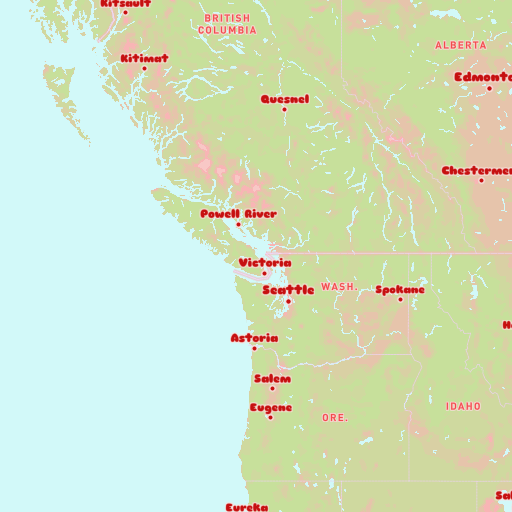 Kitsault
BRITISH
COLUMBIA
ALBERTA
Kitimat
Edmonto
Quesnel
Chestermer
Powell River
Victoria
Seattle
WASH.
Spokane
Astoria
Salem
Eugene
IDAHO
ORE.
Sal
Eureka